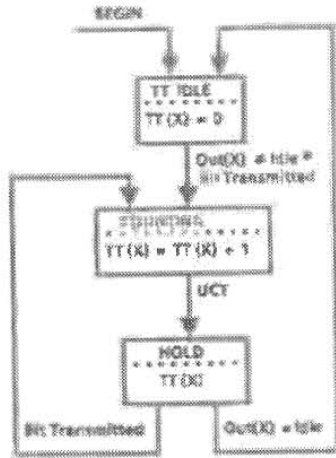 BEGIN
TT IDLE
TT(X) = 0
Out(X) ≠ Idle *
Bit Transmitted
COUNTING
TT(X) = TT(X) + 1
UCT
HOLD
TT(X)
Bit Transmitted
Out(X) = Idle